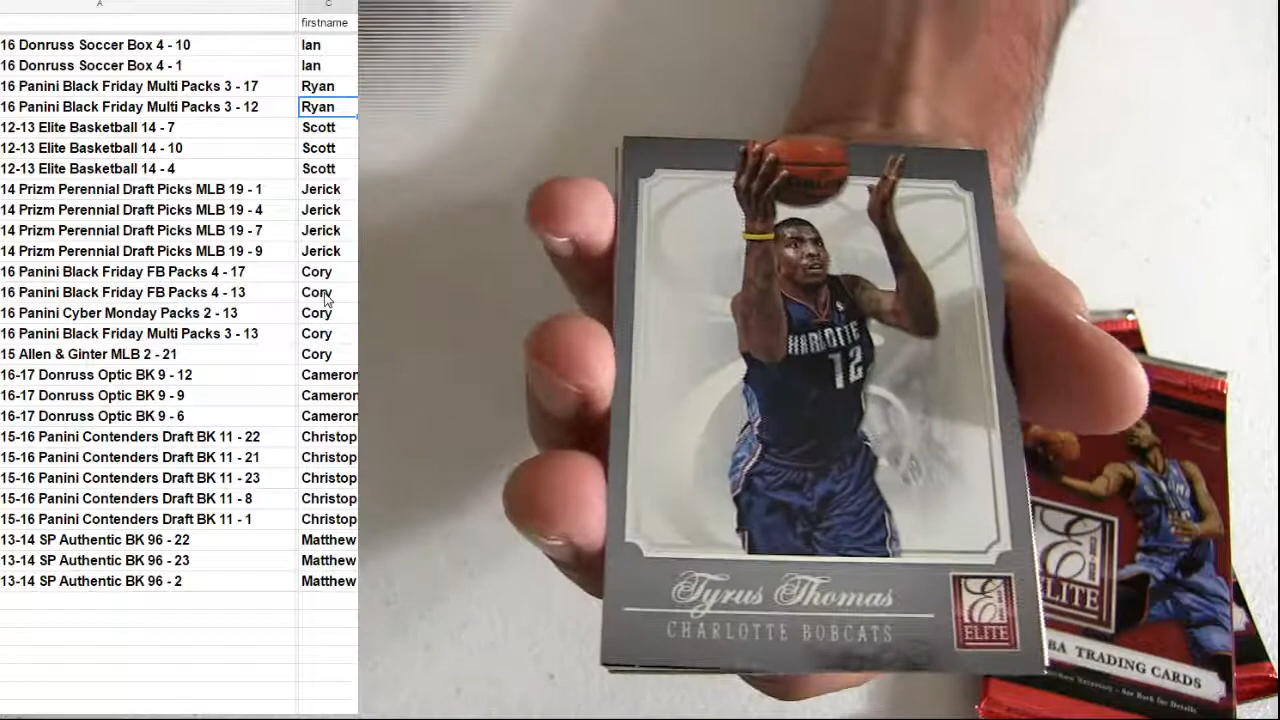 A C
firstname
16 Donruss Soccer Box 4 - 10 Ian
16 Donruss Soccer Box 4 - 1 Ian
16 Panini Black Friday Multi Packs 3 - 17 Ryan
16 Panini Black Friday Multi Packs 3 - 12 Ryan
12-13 Elite Basketball 14 - 7 Scott
12-13 Elite Basketball 14 - 10 Scott
12-13 Elite Basketball 14 - 4 Scott
14 Prizm Perennial Draft Picks MLB 19 - 1 Jerick
14 Prizm Perennial Draft Picks MLB 19 - 4 Jerick
14 Prizm Perennial Draft Picks MLB 19 - 7 Jerick
14 Prizm Perennial Draft Picks MLB 19 - 9 Jerick
16 Panini Black Friday FB Packs 4 - 17 Cory
16 Panini Black Friday FB Packs 4 - 13 Cory
16 Panini Cyber Monday Packs 2 - 13 Cory
16 Panini Black Friday Multi Packs 3 - 13 Cory
15 Allen & Ginter MLB 2 - 21 Cory
16-17 Donruss Optic BK 9 - 12 Cameron
16-17 Donruss Optic BK 9 - 9 Cameron
16-17 Donruss Optic BK 9 - 6 Cameron
15-16 Panini Contenders Draft BK 11 - 22 Christop
15-16 Panini Contenders Draft BK 11 - 21 Christop
15-16 Panini Contenders Draft BK 11 - 23 Christop
15-16 Panini Contenders Draft BK 11 - 8 Christop
15-16 Panini Contenders Draft BK 11 - 1 Christop
13-14 SP Authentic BK 96 - 22 Matthew
13-14 SP Authentic BK 96 - 23 Matthew
13-14 SP Authentic BK 96 - 2 Matthew
HARLOTTE
12
Tyrus Thomas
CHARLOTTE BOBCATS
E
ELITE
E
ELITE
BA TRADING CARDS